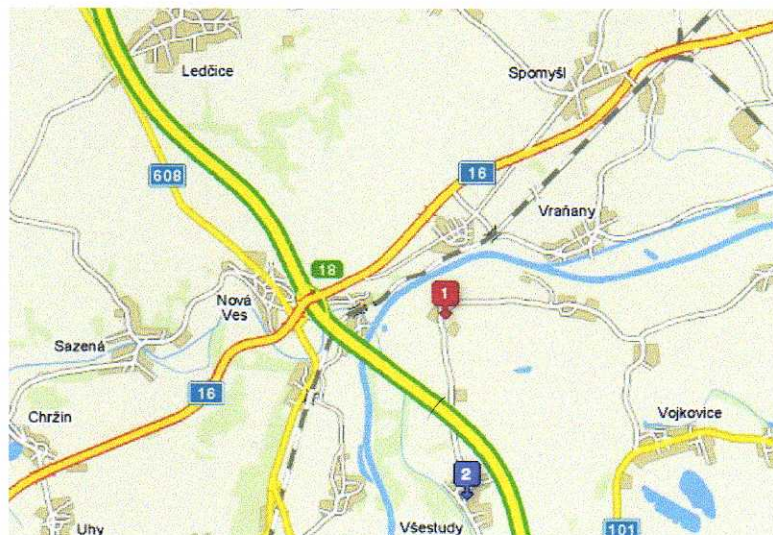 Ledčice
Spomyšl
608
16
Vraňany
18
1
Nová
Ves
Sazená
16
Chržín
Vojkovice
2
Uhy
Všestudy
101